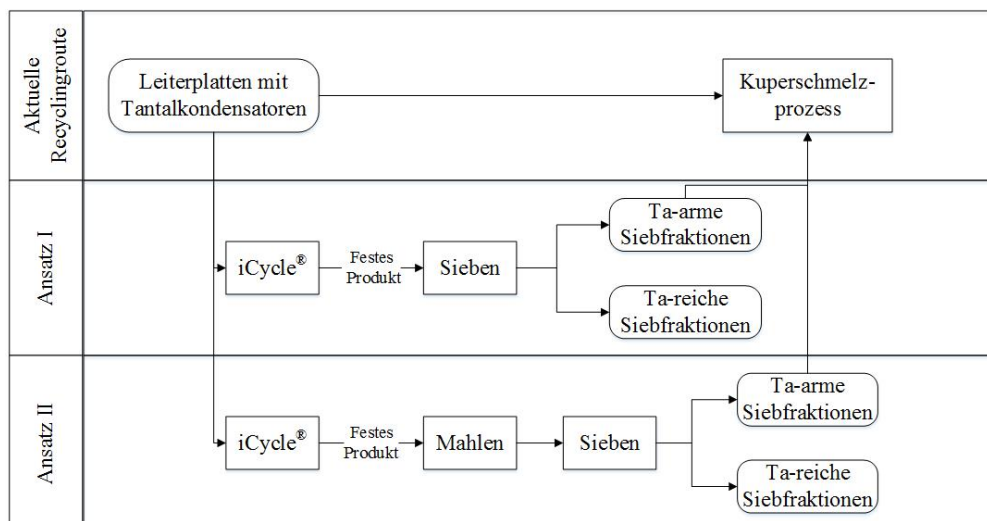 Aktuelle
Recyclingroute
Leiterplatten mit
Tantalkondensatoren
Kuperschmelz-
prozess
Ansatz I
iCycle®
Festes
Produkt
Sieben
Ta-arme
Siebfraktionen
Ta-reiche
Siebfraktionen
Ansatz II
iCycle®
Festes
Produkt
Mahlen
Sieben
Ta-arme
Siebfraktionen
Ta-reiche
Siebfraktionen